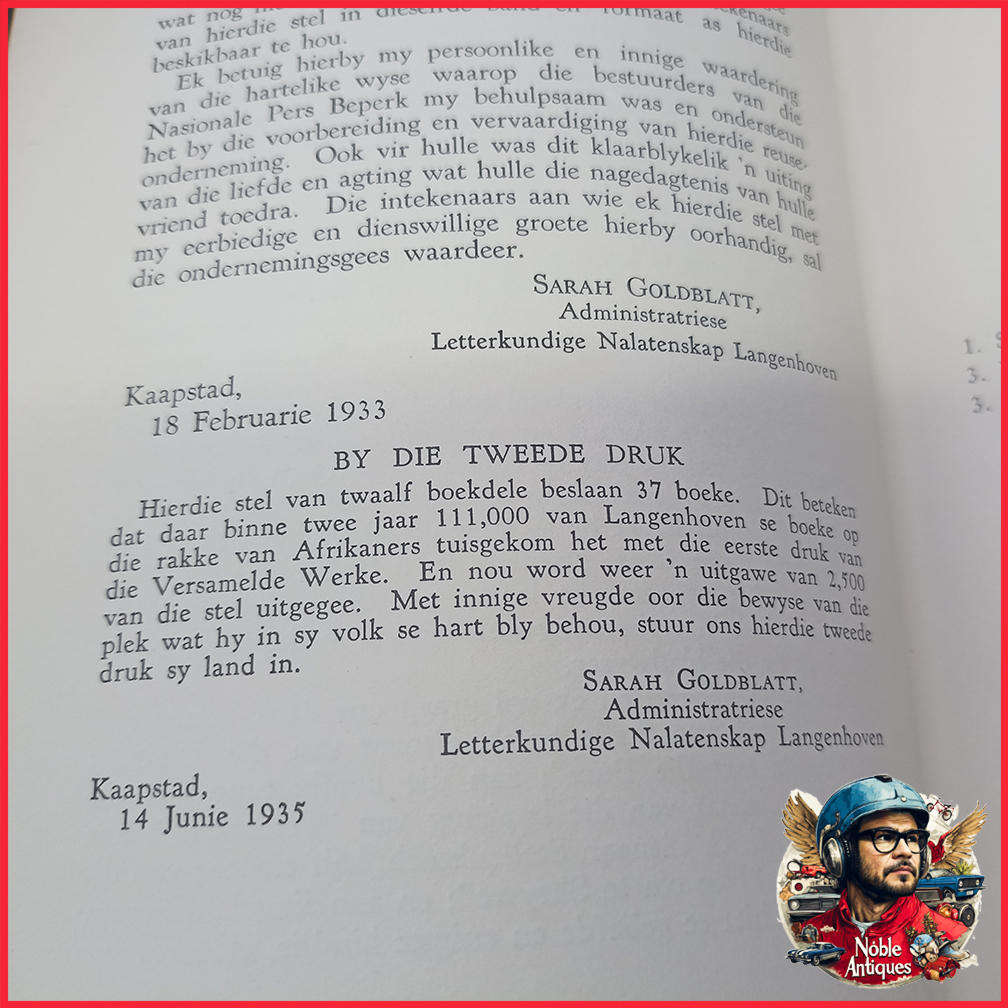 wat nog
van hierdie stel in dieselfde band en formaat as hierdie
beskikbaar te hou.
Ek betuig hierby my persoonlike en innige waardering
van die hartelike wyse waarop die bestuurders van die
Nasionale Pers Beperk my behulpsaam was en ondersteun
het by die voorbereiding en vervaardiging van hierdie reuse-
onderneming. Ook vir hulle was dit klaarblykelik 'n uiting
van die liefde en agting wat hulle die nagedagtenis van hulle
vriend toedra. Die intekenaars aan wie ek hierdie stel met
my eerbiedige en dienswillige groete hierby oorhandig, sal
die ondernemingsgees waardeer.
SARAH GOLDBLATT,
Administratriese
Letterkundige Nalatenskap Langenhoven
Kaapstad,
18 Februarie 1933
BY DIE TWEEDE DRUK
Hierdie stel van twaalf boekdele beslaan 37 boeke. Dit beteken
dat daar binne twee jaar 111,000 van Langenhoven se boeke op
die rakke van Afrikaners tuisgekom het met die eerste druk van
die Versamelde Werke. En nou word weer 'n uitgawe van 2,500
van die stel uitgegee. Met innige vreugde oor die bewyse van die
plek wat hy in sy volk se hart bly behou, stuur ons hierdie tweede
druk sy land in.
SARAH GOLDBLATT,
Administratriese
Letterkundige Nalatenskap Langenhoven
Kaapstad,
14 Junie 1935
1.
3.
3.
Noble
Antiques